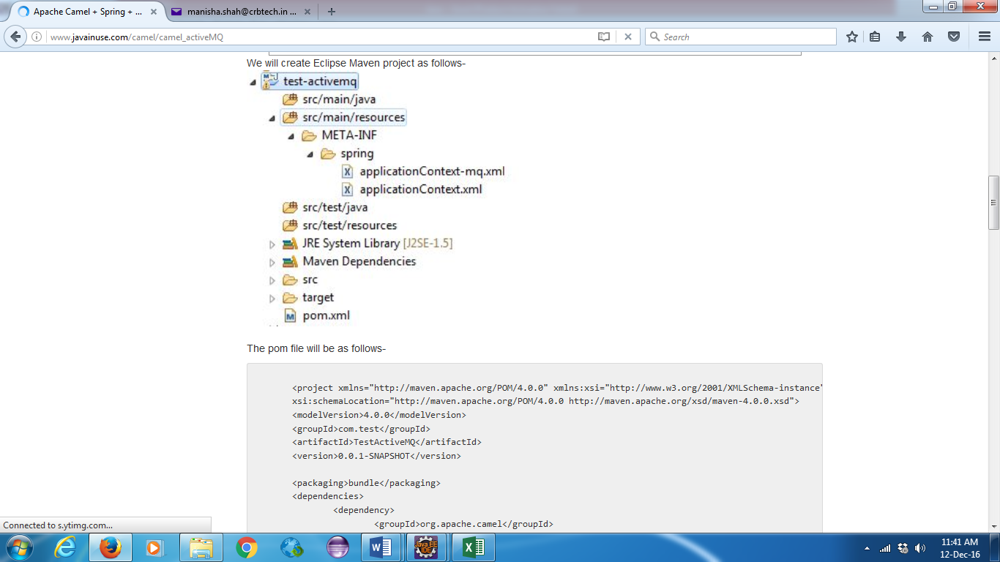 Apache Camel + Spring + ...
manisha.shah@crbtech.in ...
www.javainuse.com/camel/camel_activeMQ
Search
We will create Eclipse Maven project as follows-
test-activemq
src/main/java
src/main/resources
META-INF
spring
applicationContext-mq.xml
applicationContext.xml
src/test/java
src/test/resources
JRE System Library [J2SE-1.5]
Maven Dependencies
src
target
pom.xml
The pom file will be as follows-
<project xmlns="http://maven.apache.org/POM/4.0.0" xmlns:xsi="http://www.w3.org/2001/XMLSchema-instance"
xsi:schemaLocation="http://maven.apache.org/POM/4.0.0 http://maven.apache.org/xsd/maven-4.0.0.xsd">
<modelVersion>4.0.0</modelVersion>
<groupId>com.test</groupId>
<artifactId>TestActiveMQ</artifactId>
<version>0.0.1-SNAPSHOT</version>
<packaging>bundle</packaging>
<dependencies>
<dependency>
<groupId>org.apache.camel</groupId>
Connected to s.ytimg.com...
Java EE
IDE
11:41 AM
12-Dec-16